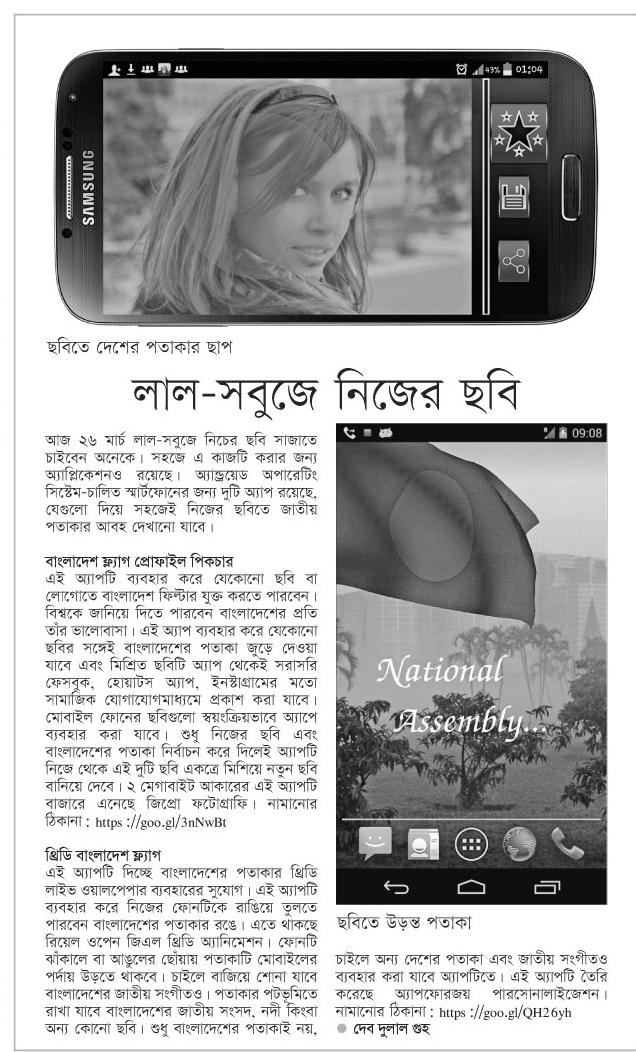 SAMSUNG
43% 01:04
ছবিতে দেশের পতাকার ছাপ
লাল-সবুজে নিজের ছবি
আজ ২৬ মার্চ লাল-সবুজে নিচের ছবি সাজাতে
চাইবেন অনেকে। সহজে এ কাজটি করার জন্য
অ্যাপ্লিকেশনও রয়েছে। অ্যান্ড্রয়েড অপারেটিং
সিস্টেম-চালিত স্মার্টফোনের জন্য দুটি অ্যাপ রয়েছে,
যেগুলো দিয়ে সহজেই নিজের ছবিতে জাতীয়
পতাকার আবহ দেখানো যাবে।
বাংলাদেশ ফ্ল্যাগ প্রোফাইল পিকচার
এই অ্যাপটি ব্যবহার করে যেকোনো ছবি বা
লোগোতে বাংলাদেশ ফিল্টার যুক্ত করতে পারবেন।
বিশ্বকে জানিয়ে দিতে পারবেন বাংলাদেশের প্রতি
তাঁর ভালোবাসা। এই অ্যাপ ব্যবহার করে যেকোনো
ছবির সঙ্গেই বাংলাদেশের পতাকা জুড়ে দেওয়া
যাবে এবং মিশ্রিত ছবিটি অ্যাপ থেকেই সরাসরি
ফেসবুক, হোয়াটস অ্যাপ, ইনস্টাগ্রামের মতো
সামাজিক যোগাযোগমাধ্যমে প্রকাশ করা যাবে।
মোবাইল ফোনের ছবিগুলো স্বয়ংক্রিয়ভাবে অ্যাপে
ব্যবহার করা যাবে। শুধু নিজের ছবি এবং
বাংলাদেশের পতাকা নির্বাচন করে দিলেই অ্যাপটি
নিজে থেকে এই দুটি ছবি একত্রে মিশিয়ে নতুন ছবি
বানিয়ে দেবে। ২ মেগাবাইট আকারের এই অ্যাপটি
বাজারে এনেছে জিপ্রো ফটোগ্রাফি। নামানোর
ঠিকানা : https ://goo.gl/3nNwBt
থ্রিডি বাংলাদেশ ফ্ল্যাগ
এই অ্যাপটি দিচ্ছে বাংলাদেশের পতাকার থ্রিডি
লাইভ ওয়ালপেপার ব্যবহারের সুযোগ। এই অ্যাপটি
ব্যবহার করে নিজের ফোনটিকে রাঙিয়ে তুলতে
পারবেন বাংলাদেশের পতাকার রঙে। এতে থাকছে
রিয়েল ওপেন জিএল থ্রিডি অ্যানিমেশন। ফোনটি
ঝাঁকালে বা আঙুলের ছোঁয়ায় পতাকাটি মোবাইলের
পর্দায় উড়তে থাকবে। চাইলে বাজিয়ে শোনা যাবে
বাংলাদেশের জাতীয় সংগীতও। পতাকার পটভূমিতে
রাখা যাবে বাংলাদেশের জাতীয় সংসদ, নদী কিংবা
অন্য কোনো ছবি। শুধু বাংলাদেশের পতাকাই নয়,
09:08
National
Assembly...
ছবিতে উড়ন্ত পতাকা
চাইলে অন্য দেশের পতাকা এবং জাতীয় সংগীতও
ব্যবহার করা যাবে অ্যাপটিতে। এই অ্যাপটি তৈরি
করেছে অ্যাপফোরজয় পারসোনালাইজেশন।
নামানোর ঠিকানা : https ://goo.gl/QH26yh
● দেব দুলাল গুহ